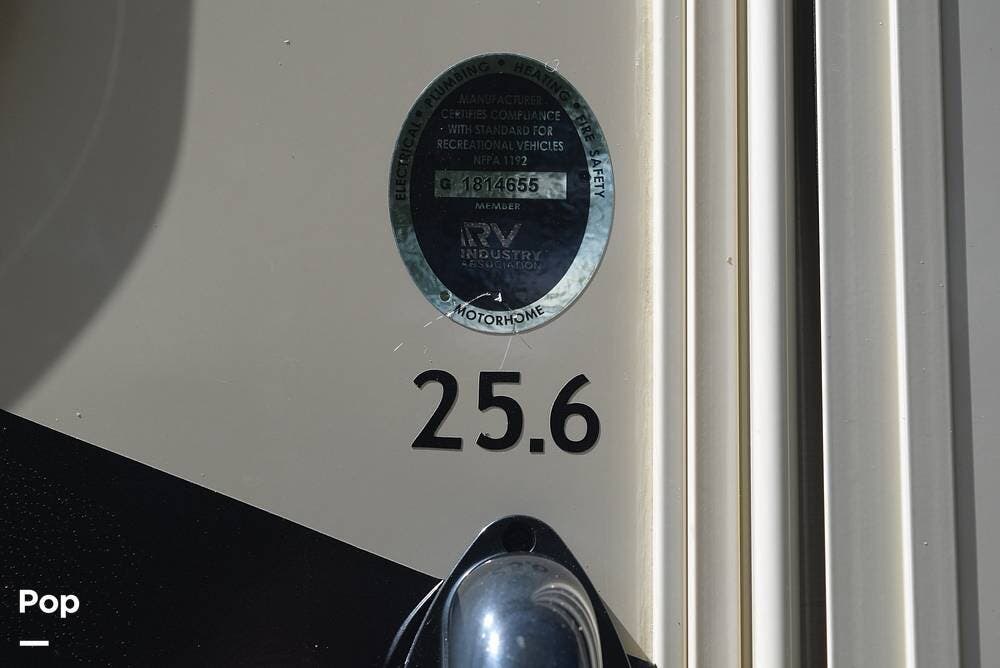 ELECTRICAL • PLUMBING • HEATING • FIRE SAFETY
MANUFACTURER
CERTIFIES COMPLIANCE
WITH STANDARD FOR
RECREATIONAL VEHICLES
NFPA 1192
G 1814655
MEMBER
RV
INDUSTRY
ASSOCIATION
MOTORHOME
25.6
Pop